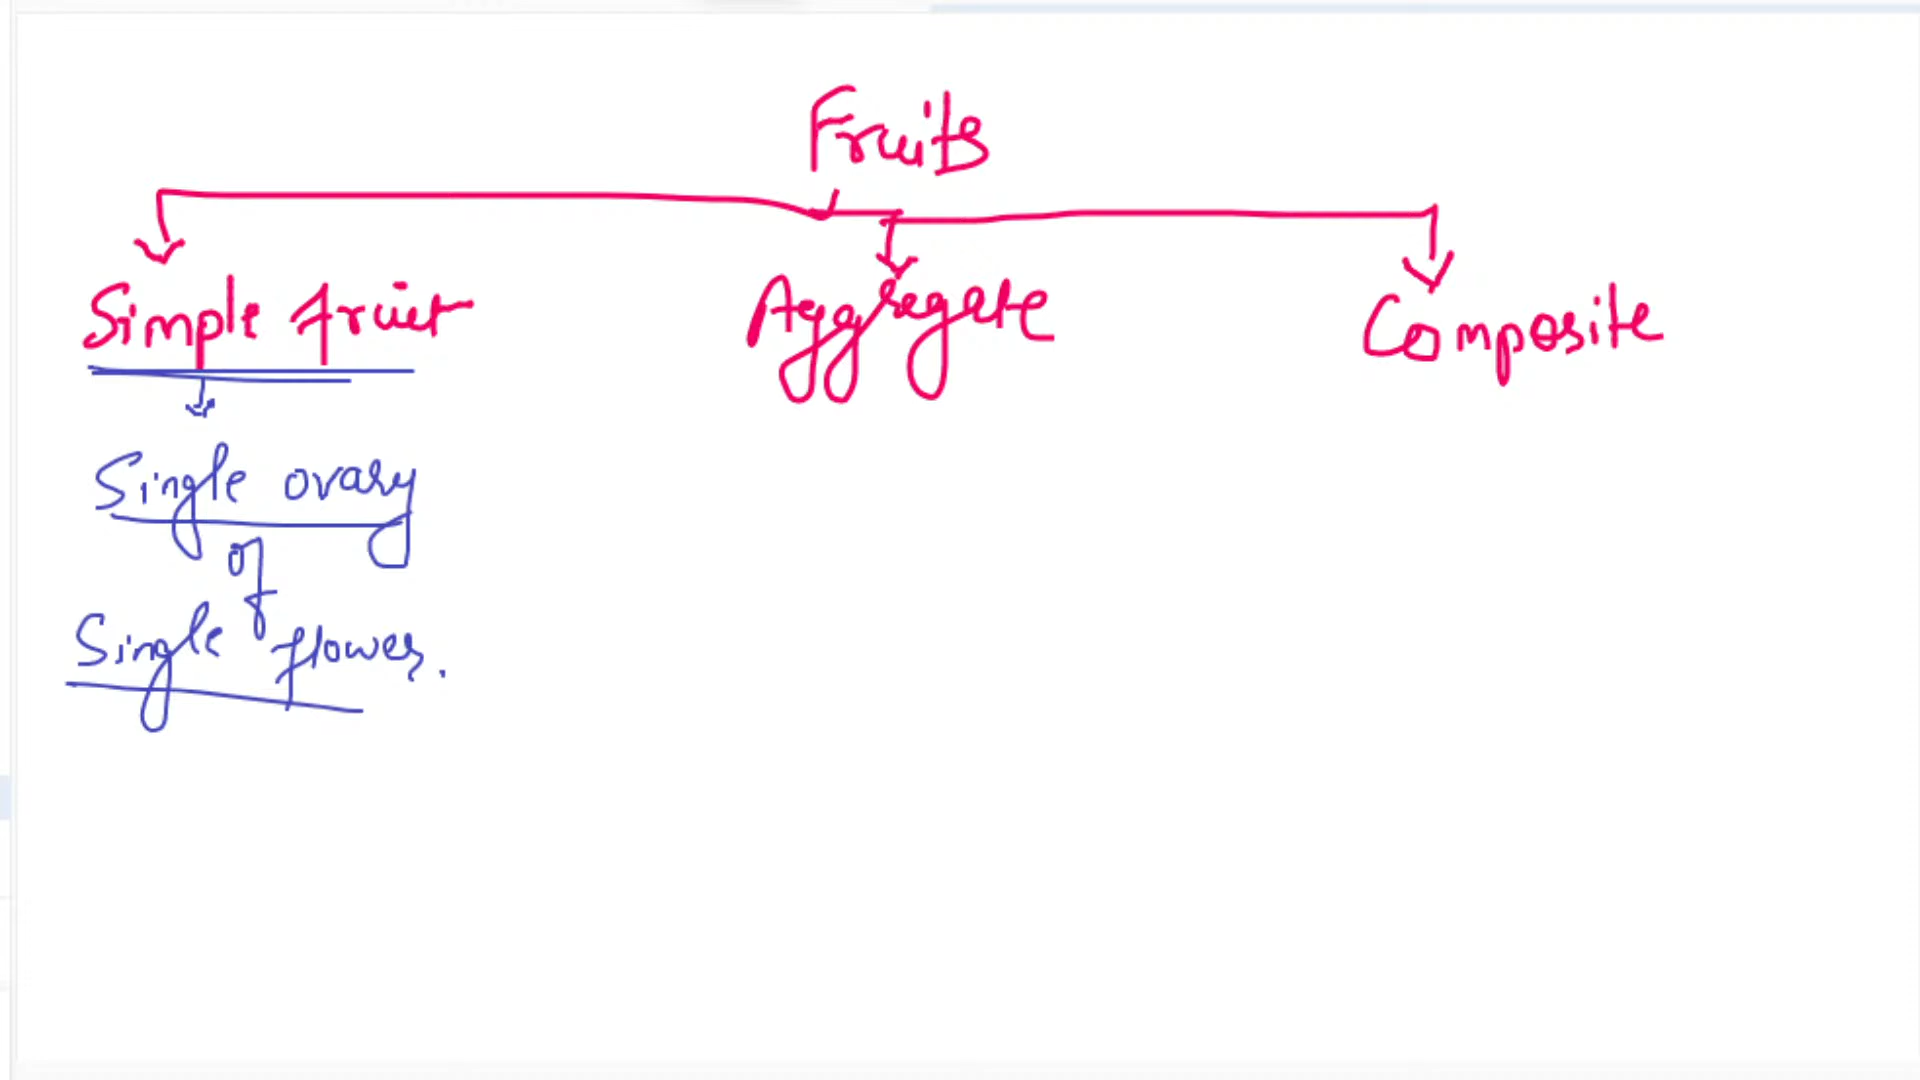 Fruits
Simple fruit Aggregate Composite
Single ovary
of
Single flower.